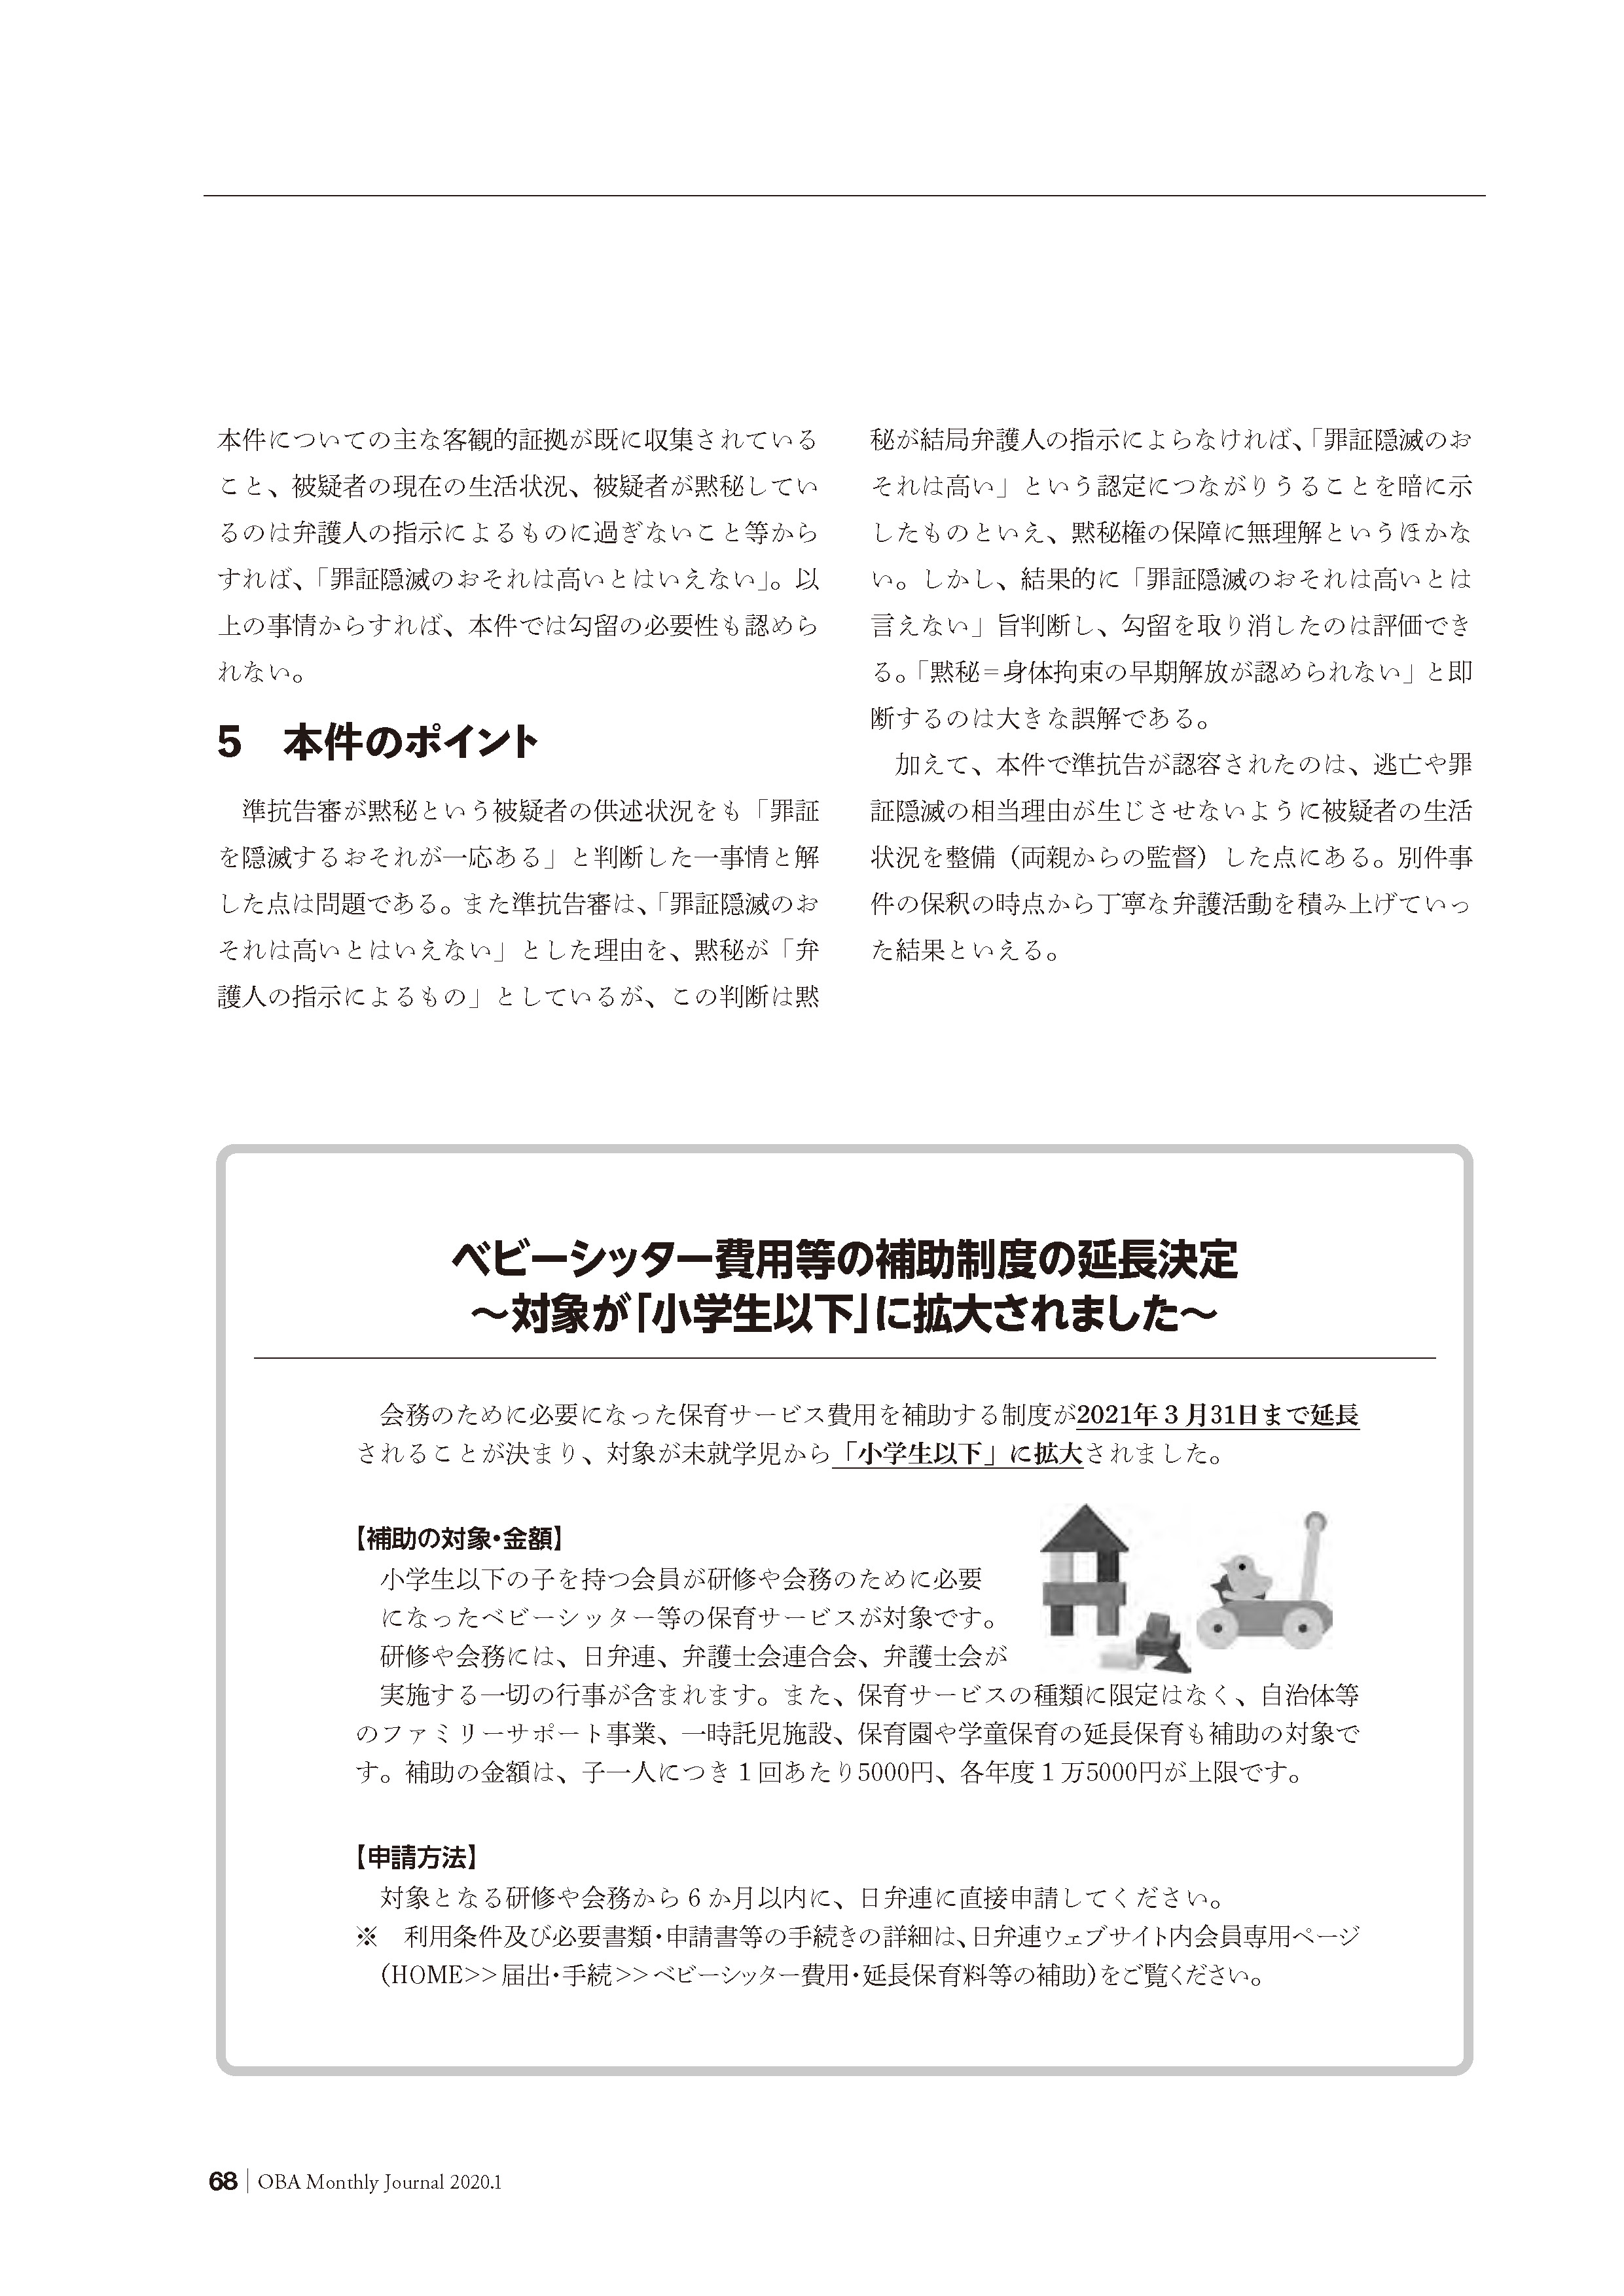 本件についての主な客観的証拠が既に収集されている
こと、被疑者の現在の生活状況、被疑者が黙秘してい
るのは弁護人の指示によるものに過ぎないこと等から
すれば、「罪証隠滅のおそれは高いとはいえない」。以
上の事情からすれば、本件では勾留の必要性も認めら
れない。
5　本件のポイント
　準抗告審が黙秘という被疑者の供述状況をも「罪証
を隠滅するおそれが一応ある」と判断した一事情と解
した点は問題である。また準抗告審は、「罪証隠滅のお
それは高いとはいえない」とした理由を、黙秘が「弁
護人の指示によるもの」としているが、この判断は黙
秘が結局弁護人の指示によらなければ、「罪証隠滅のお
それは高い」という認定につながりうることを暗に示
したものといえ、黙秘権の保障に無理解というほかな
い。しかし、結果的に「罪証隠滅のおそれは高いとは
言えない」旨判断し、勾留を取り消したのは評価でき
る。「黙秘＝身体拘束の早期解放が認められない」と即
断するのは大きな誤解である。
　加えて、本件で準抗告が認容されたのは、逃亡や罪
証隠滅の相当理由が生じさせないように被疑者の生活
状況を整備（両親からの監督）した点にある。別件事
件の保釈の時点から丁寧な弁護活動を積み上げていっ
た結果といえる。
ベビーシッター費用等の補助制度の延長決定
～対象が「小学生以下」に拡大されました～
　会務のために必要になった保育サービス費用を補助する制度が2021年３月31日まで延長
されることが決まり、対象が未就学児から「小学生以下」に拡大されました。
【補助の対象・金額】
　小学生以下の子を持つ会員が研修や会務のために必要
になったベビーシッター等の保育サービスが対象です。
研修や会務には、日弁連、弁護士会連合会、弁護士会が
実施する一切の行事が含まれます。また、保育サービスの種類に限定はなく、自治体等
のファミリーサポート事業、一時託児施設、保育園や学童保育の延長保育も補助の対象で
す。補助の金額は、子一人につき１回あたり5000円、各年度１万5000円が上限です。
【申請方法】
　対象となる研修や会務から６か月以内に、日弁連に直接申請してください。
※　利用条件及び必要書類・申請書等の手続きの詳細は、日弁連ウェブサイト内会員専用ページ
（HOME>>届出・手続>>ベビーシッター費用・延長保育料等の補助）をご覧ください。
68 | OBA Monthly Journal 2020.1